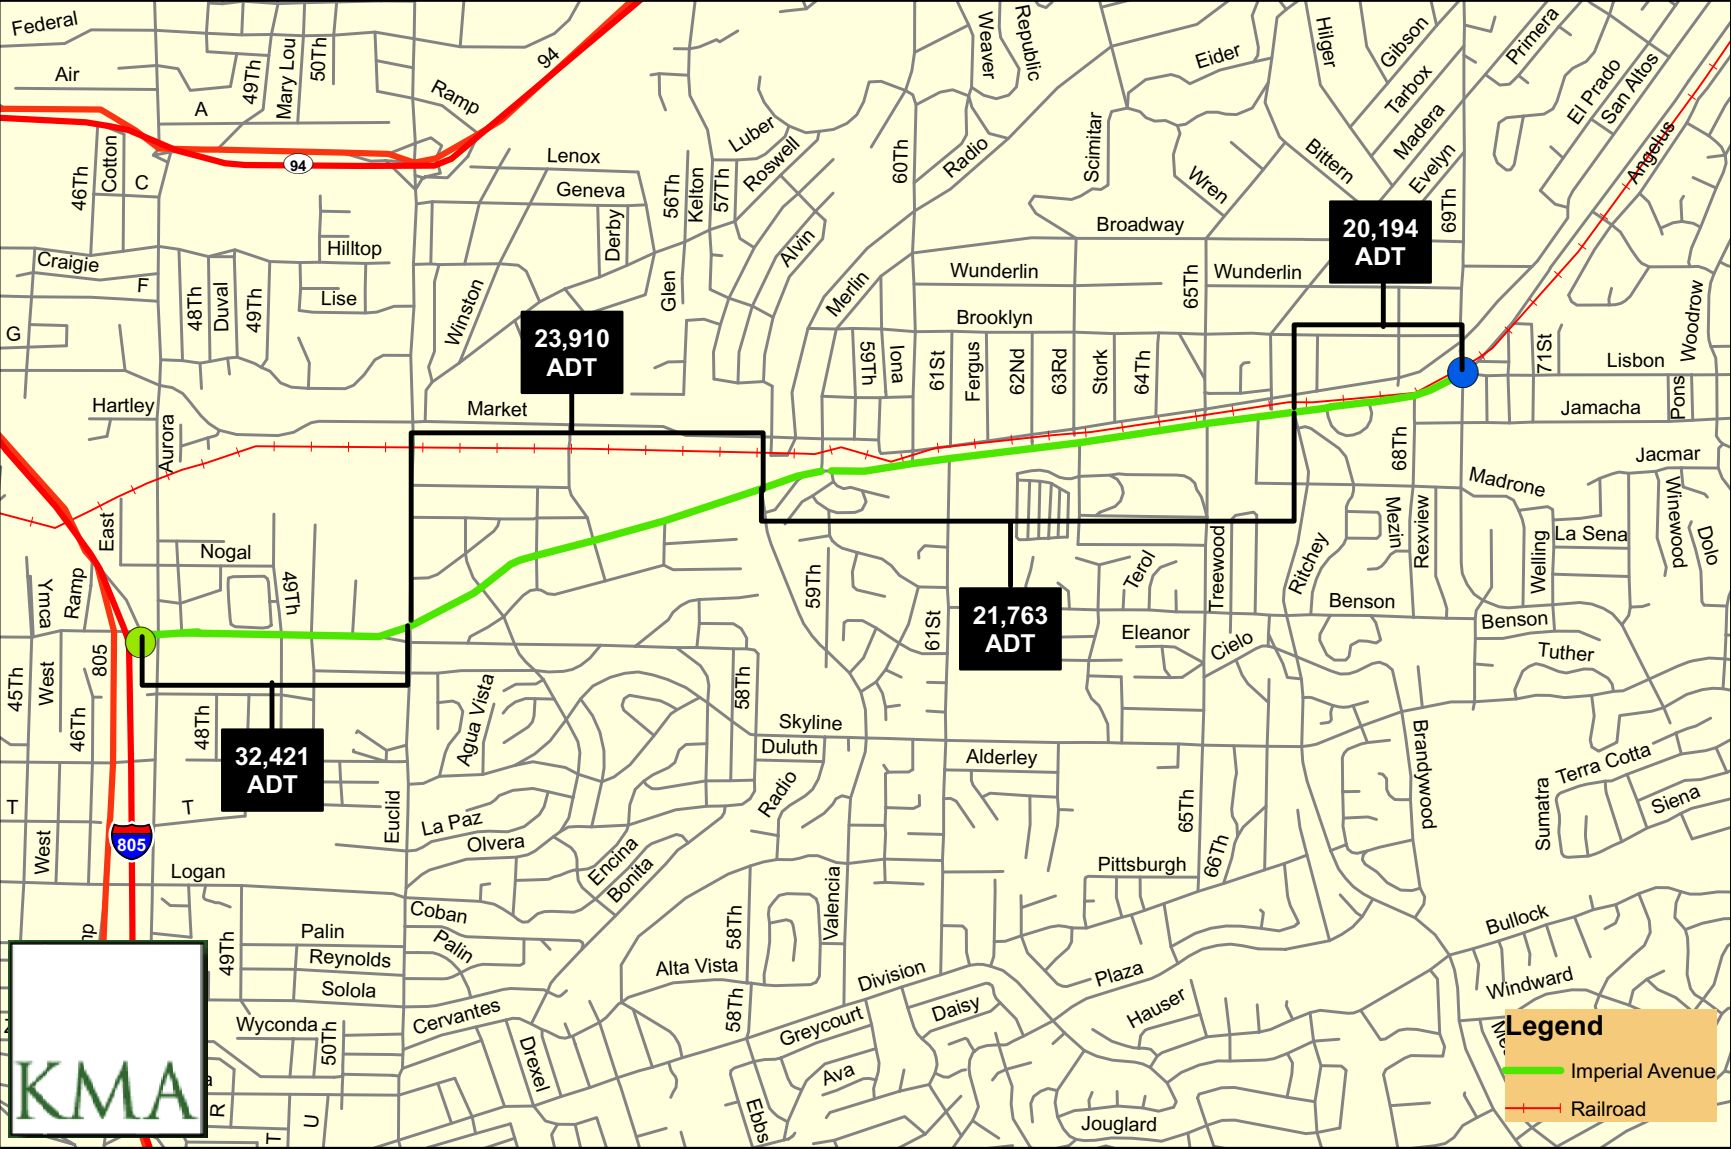 Federal
Air
A
49Th
Mary Lou
50Th
94
Ramp
94
46Th
Cotton
C
Lenox
Geneva
Derby
Luber
Roswell
56Th
Kelton
57Th
Alvin
Glen
60Th
Radio
Weaver
Republic
Eider
Scimitar
Wren
Hilger
Gibson
Tarbox
Madera
Evelyn
Bittern
Primera
El Prado
San Altos
Angelus
69Th
Broadway
Craigie
F
G
Hilltop
Lise
48Th
Duval
49Th
Winston
Merlin
Wunderlin
65Th
Wunderlin
Brooklyn
20,194
ADT
23,910
ADT
59Th
Iona
61St
Fergus
62Nd
63Rd
Stork
64Th
71St
Lisbon
Woodrow
Pons
Jamacha
Hartley
Aurora
Market
68Th
Jacmar
Madrone
Winewood
Dolo
Mezin
Rexview
Welling
La Sena
East
Nogal
49Th
Ymca
Ramp
59Th
61St
Terol
Treewood
Ritchey
Benson
Benson
Tuther
21,763
ADT
Eleanor
Cielo
45Th
West
805
46Th
48Th
Agua Vista
58Th
Skyline
Duluth
Alderley
Radio
32,421
ADT
Brandywood
Terra Cotta
Siena
Sumatra
T
T
West
805
Euclid
La Paz
Olvera
Encina
Bonita
65Th
66Th
Pittsburgh
Logan
Coban
Palin
Palin
Reynolds
Solola
49Th
58Th
Valencia
Alta Vista
58Th
Division
Plaza
Bullock
Windward
Wyconda
50Th
Cervantes
Drexel
Greycourt
Daisy
Hauser
Ava
Ebbs
Jouglard
R
T
U
KMA
Legend
Imperial Avenue
Railroad